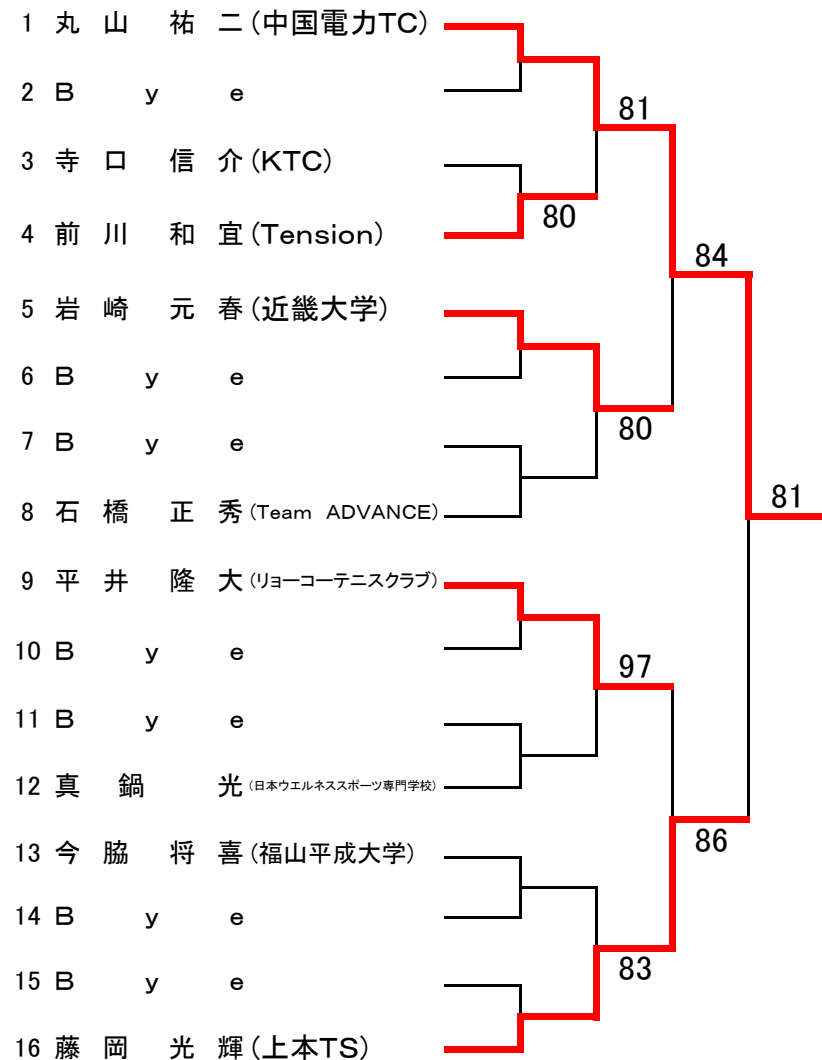 1 丸 山 祐 二 (中国電力TC)
2 B y e
81
3 寺 口 信 介 (KTC)
80
4 前 川 和 宜 (Tension)
84
5 岩 崎 元 春 (近畿大学)
6 B y e
80
7 B y e
81
8 石 橋 正 秀 (Team ADVANCE)
9 平 井 隆 大 (リョーコーテニスクラブ)
10 B y e
97
11 B y e
12 真 鍋 光 (日本ウエルネススポーツ専門学校)
86
13 今 脇 将 喜 (福山平成大学)
14 B y e
83
15 B y e
16 藤 岡 光 輝 (上本TS)